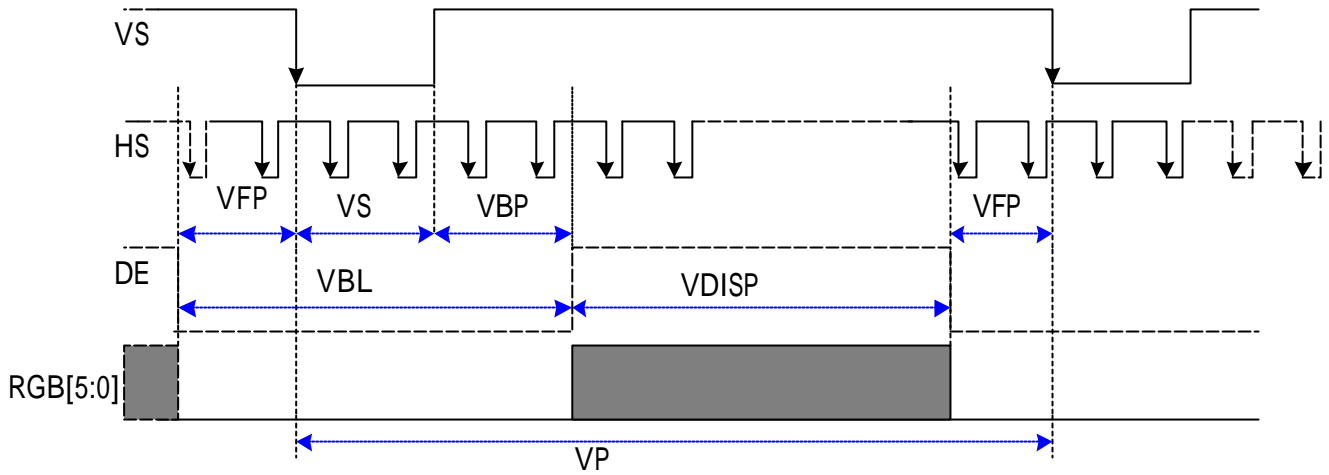 VS
HS
VFP
VS
VBP
VFP
DE
VBL
VDISP
RGB[5:0]
VP